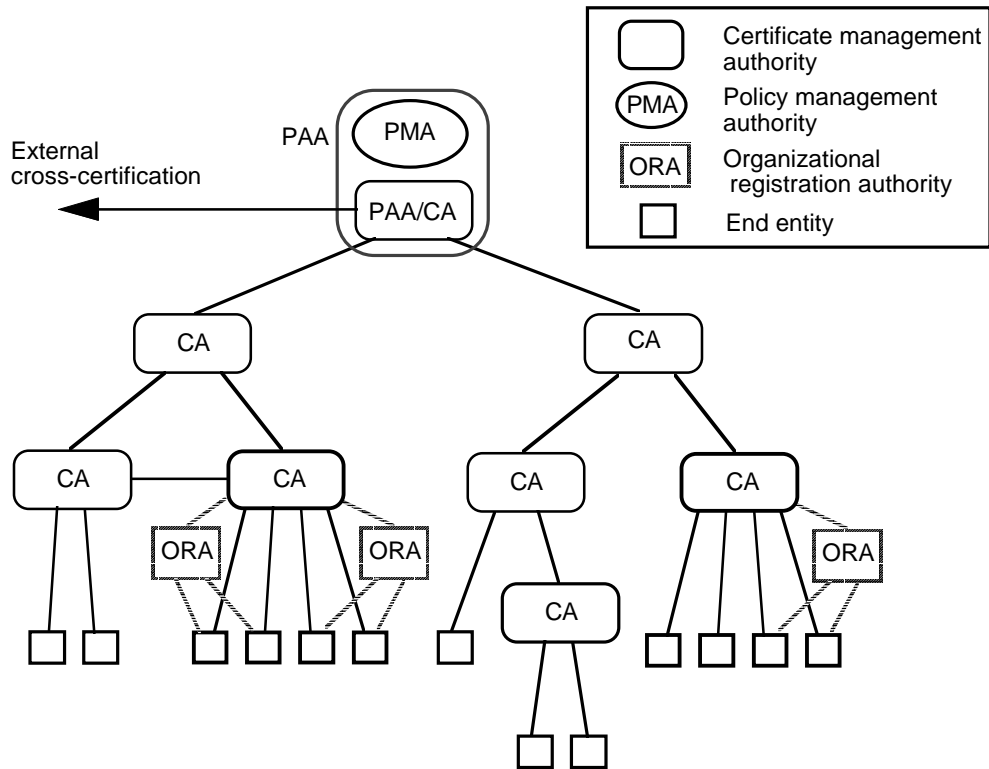 Certificate management
authority
PMA
Policy management
authority
ORA
Organizational
registration authority
End entity
PAA
PMA
External
cross-certification
PAA/CA
CA
CA
CA
CA
CA
CA
ORA
ORA
ORA
CA